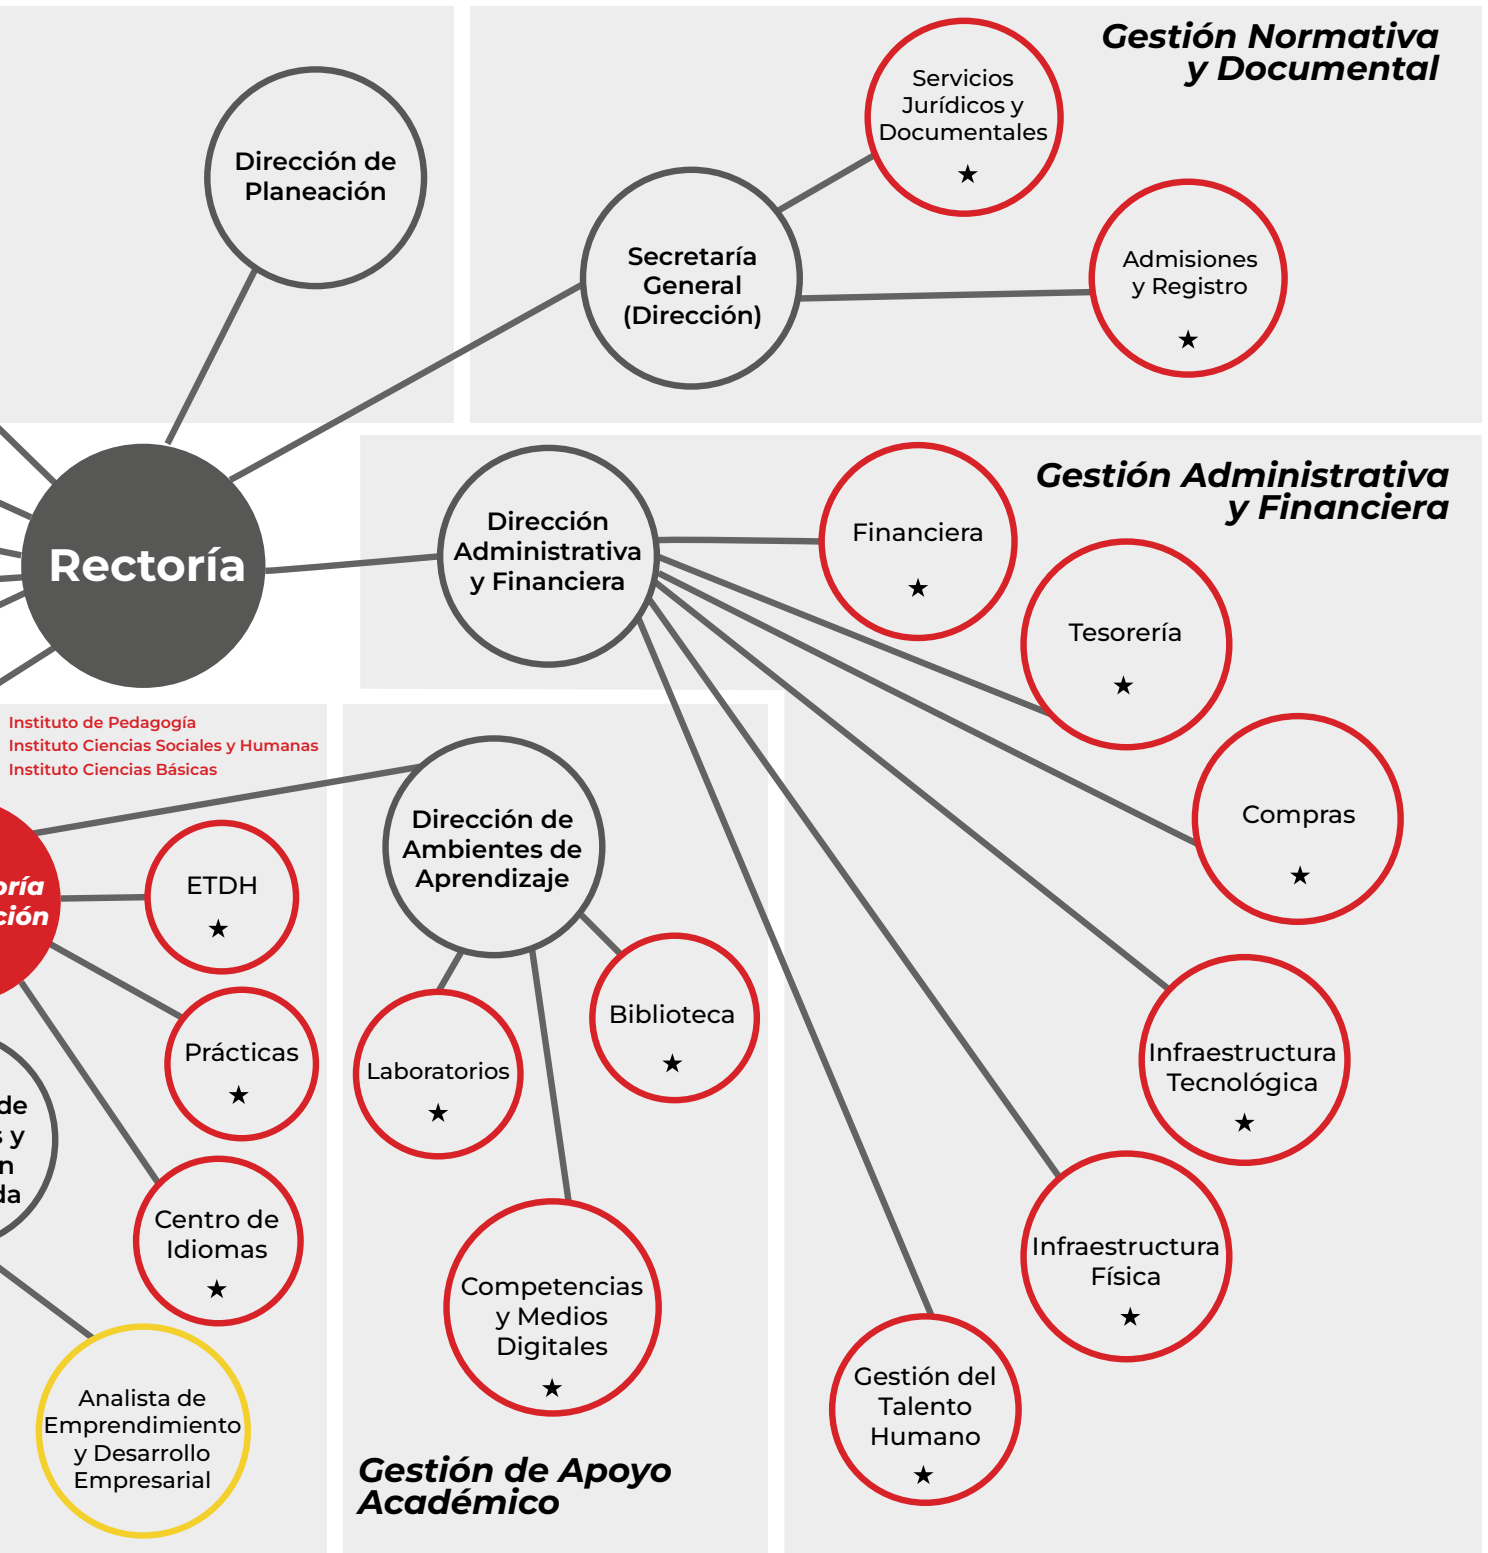 Gestión Normativa
y Documental
Servicios
Jurídicos y
Documentales
★
Dirección de
Planeación
Secretaría
General
(Dirección)
Admisiones
y Registro
★
Rectoría
Gestión Administrativa
y Financiera
Dirección
Administrativa
y Financiera
Financiera
★
Tesorería
★
Compras
★
Infraestructura
Tecnológica
★
Infraestructura
Física
★
Gestión del
Talento
Humano
★
Instituto de Pedagogía
Instituto Ciencias Sociales y Humanas
Instituto Ciencias Básicas
Dirección de
Ambientes de
Aprendizaje
Biblioteca
★
Laboratorios
★
Competencias
y Medios
Digitales
★
Gestión de Apoyo
Académico
ETDH
★
Prácticas
★
Centro de
Idiomas
★
de
y
Analista de
Emprendimiento
y Desarrollo
Empresarial